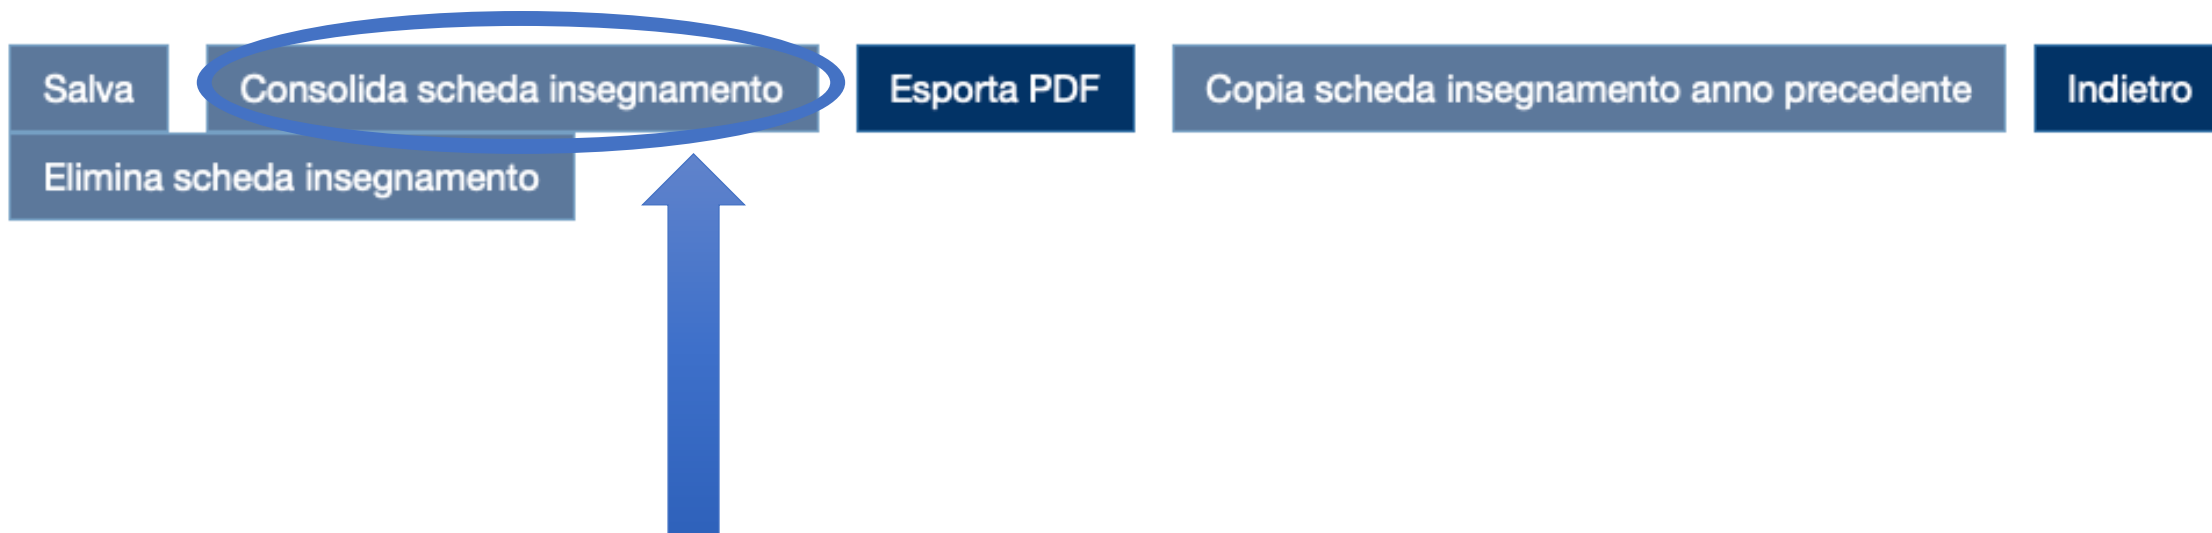 Salva Consolida scheda insegnamento Esporta PDF Copia scheda insegnamento anno precedente Indietro
Elimina scheda insegnamento